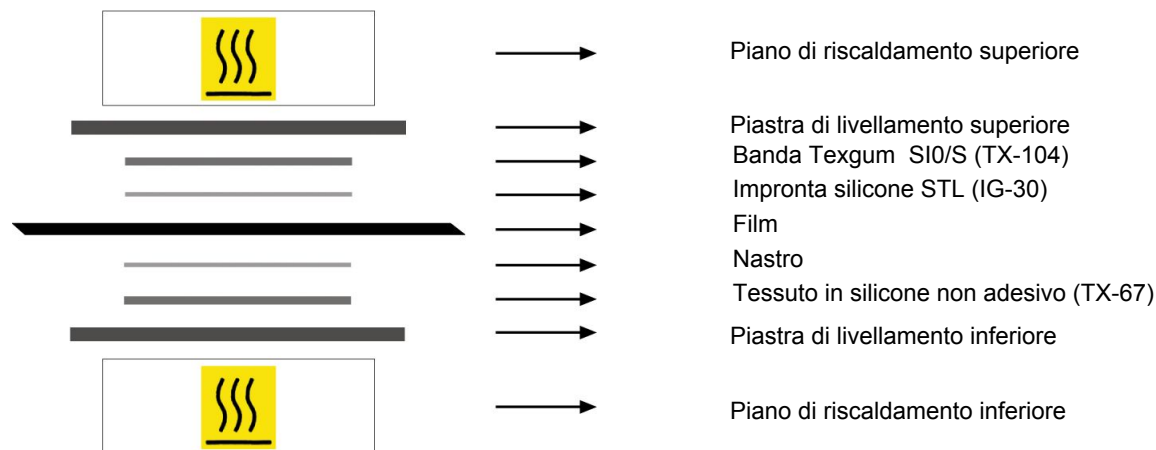 Piano di riscaldamento superiore
Piastra di livellamento superiore
Banda Texgum SI0/S (TX-104)
Impronta silicone STL (IG-30)
Film
Nastro
Tessuto in silicone non adesivo (TX-67)
Piastra di livellamento inferiore
Piano di riscaldamento inferiore